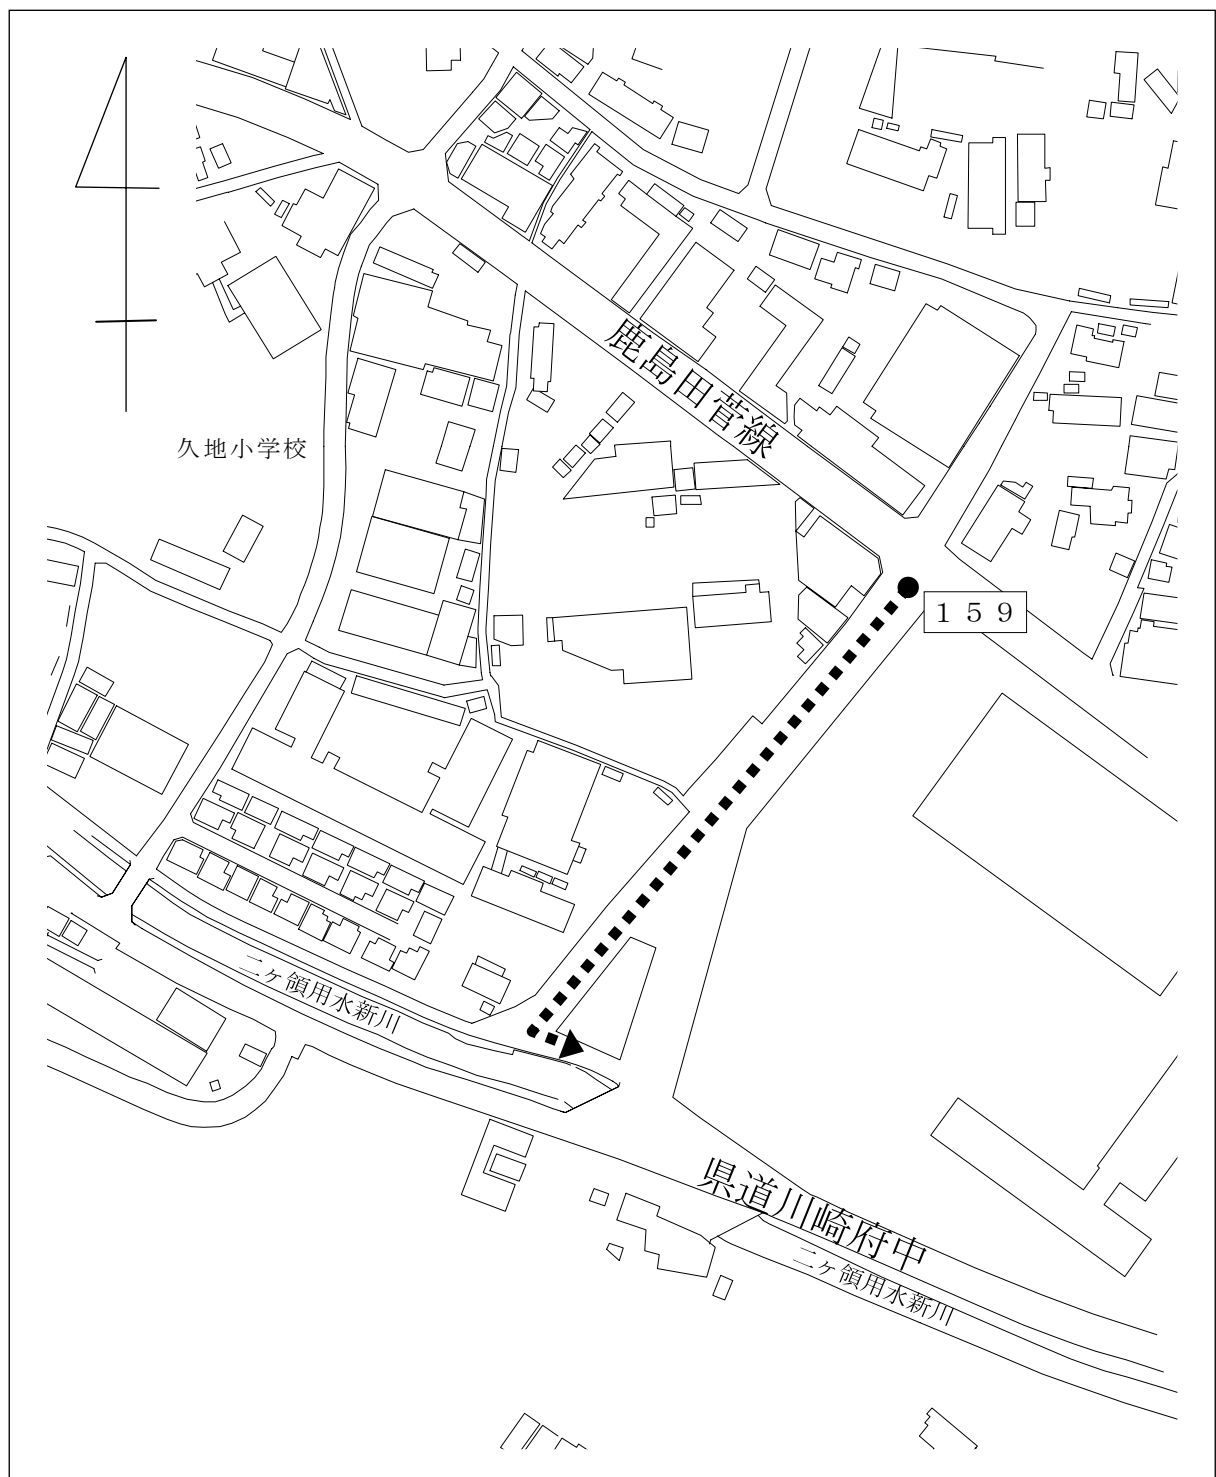 鹿島田菅線
久地小学校
１５９
二ヶ領用水新川
県道川崎府中
二ヶ領用水新川